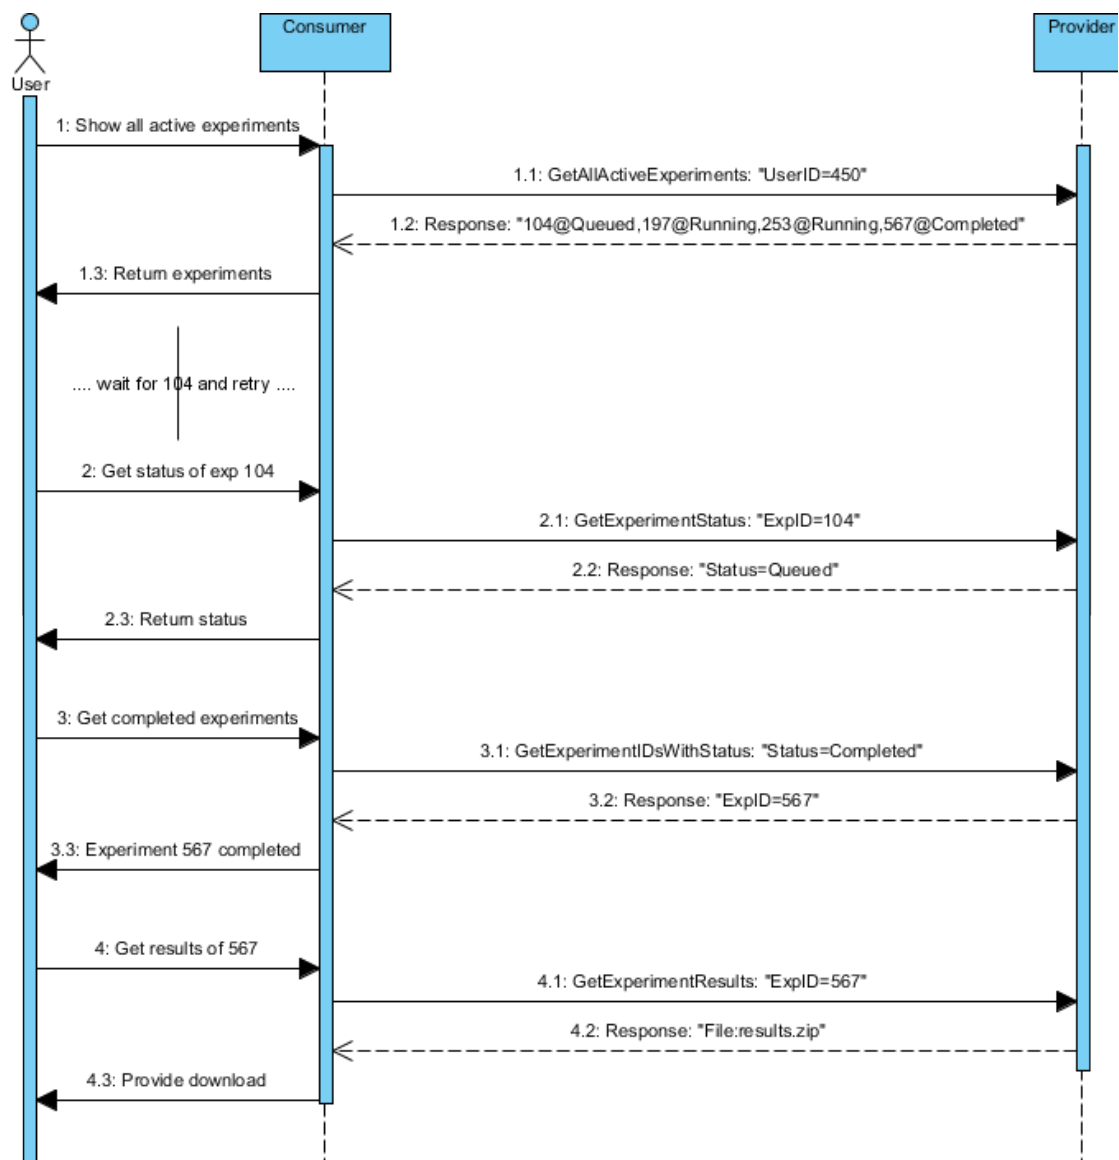 Consumer
Provider
User
1: Show all active experiments
1.1: GetAllActiveExperiments: "UserID=450"
1.2: Response: "104@Queued,197@Running,253@Running,567@Completed"
1.3: Return experiments
.... wait for 104 and retry ....
2: Get status of exp 104
2.1: GetExperimentStatus: "ExpID=104"
2.2: Response: "Status=Queued"
2.3: Return status
3: Get completed experiments
3.1: GetExperimentIDsWithStatus: "Status=Completed"
3.2: Response: "ExpID=567"
3.3: Experiment 567 completed
4: Get results of 567
4.1: GetExperimentResults: "ExpID=567"
4.2: Response: "File:results.zip"
4.3: Provide download